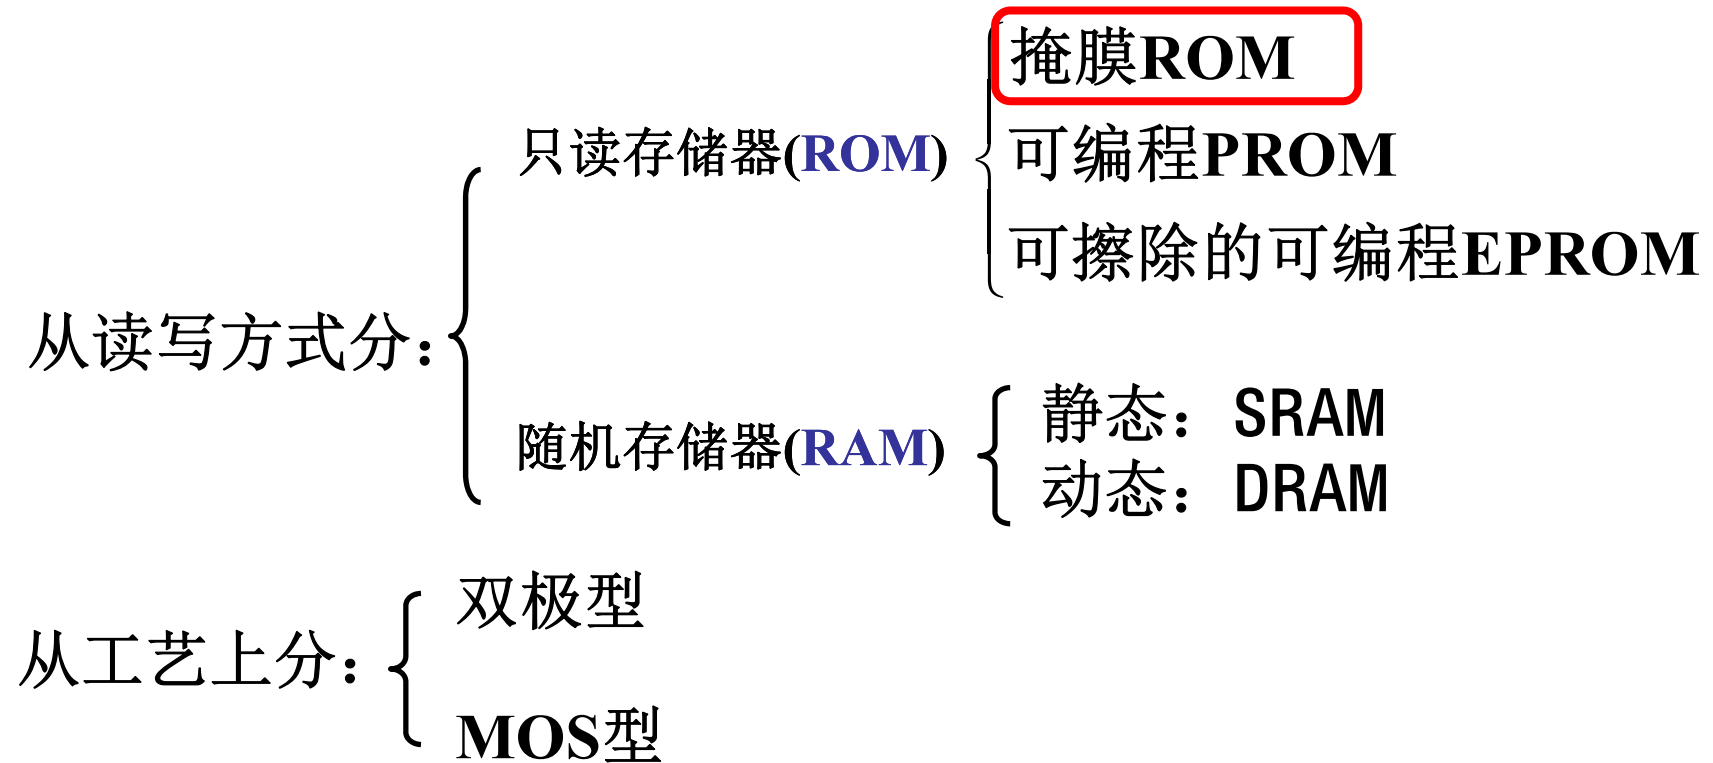 掩膜ROM
只读存储器(ROM)
可编程PROM
可擦除的可编程EPROM
从读写方式分：
随机存储器(RAM)
静态：SRAM
动态：DRAM
双极型
从工艺上分：
MOS型